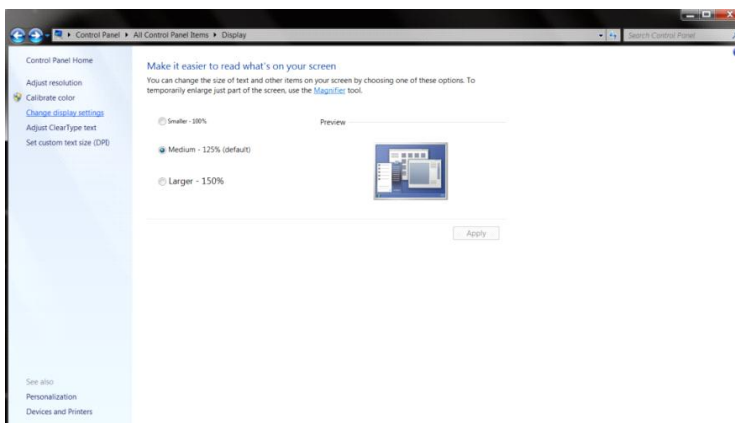 Control Panel ▸ All Control Panel Items ▸ Display
Search Control Panel
Control Panel Home
Adjust resolution
Calibrate color
Change display settings
Adjust ClearType text
Set custom text size (DPI)
See also
Personalization
Devices and Printers
Make it easier to read what's on your screen
You can change the size of text and other items on your screen by choosing one of these options. To
temporarily enlarge just part of the screen, use the Magnifier tool.
Smaller - 100%
Preview
Medium - 125% (default)
Larger - 150%
Apply